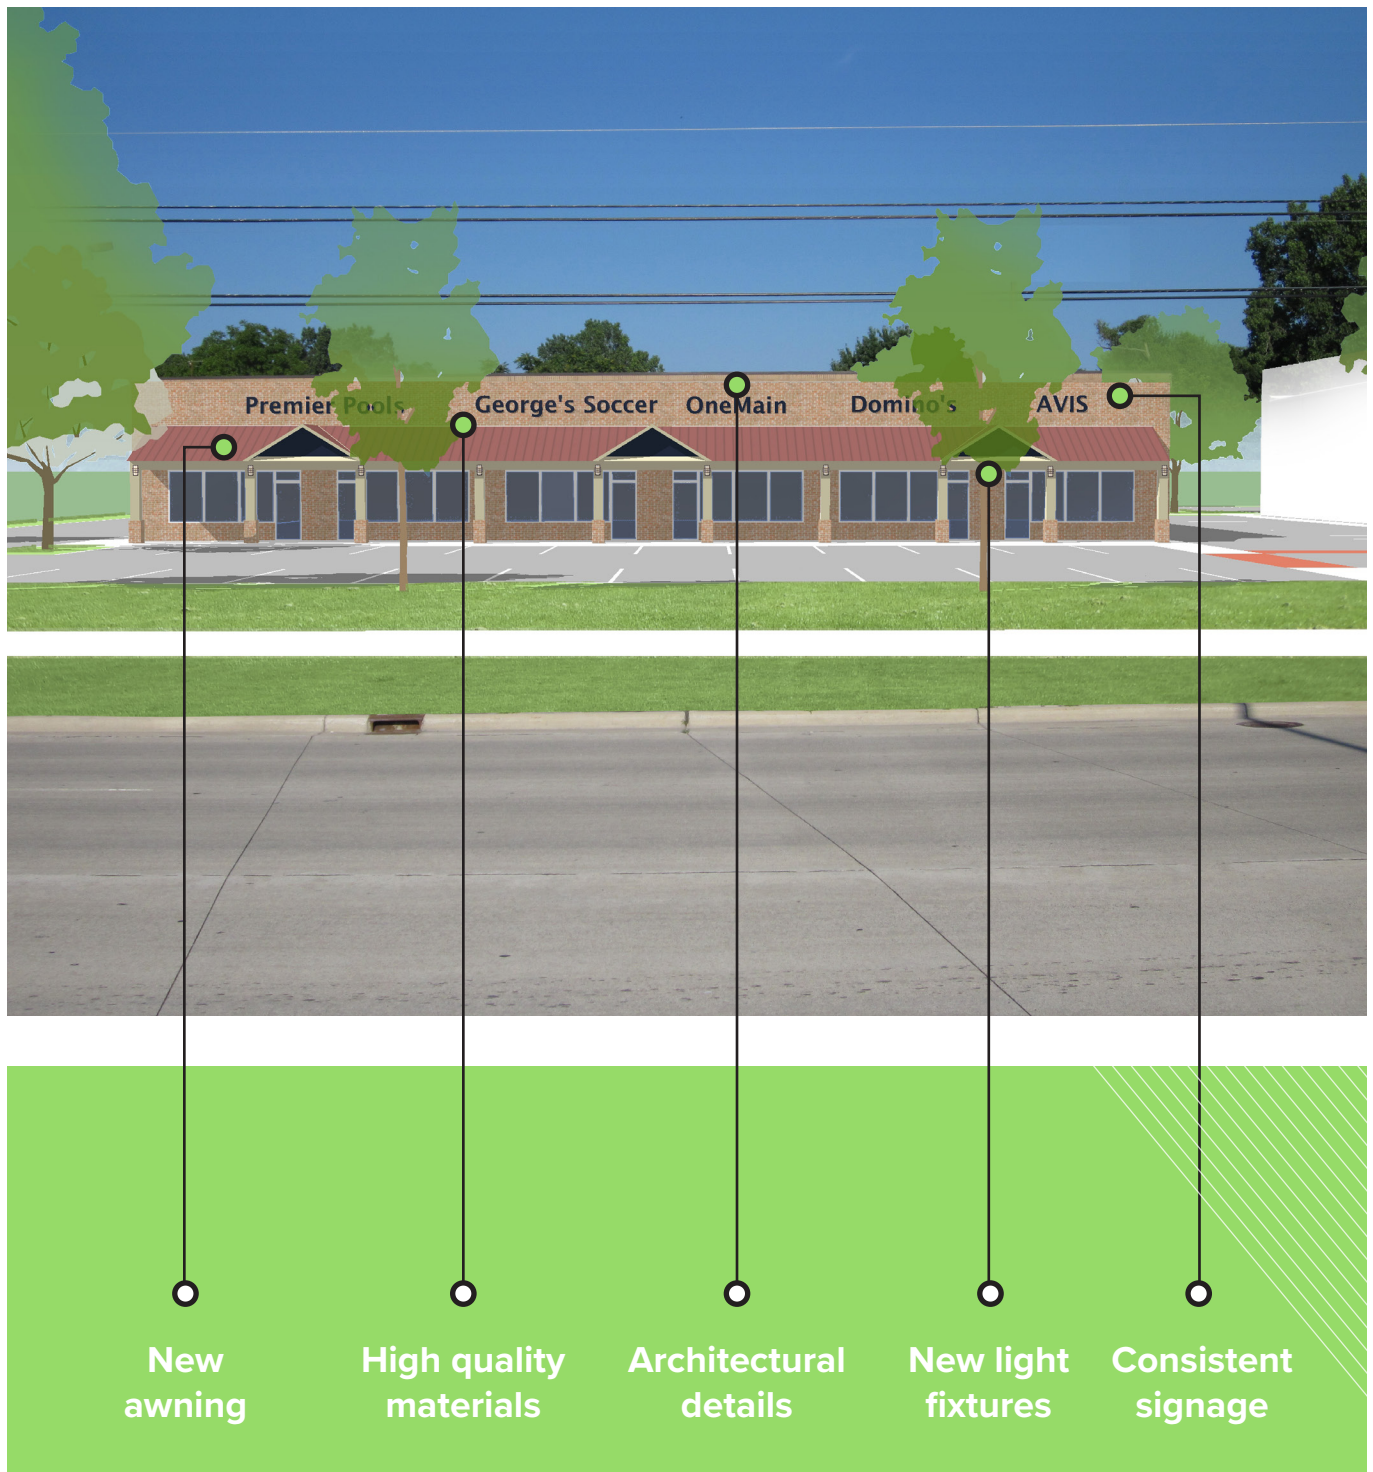 Premier Pools George's Soccer OneMain Domino's AVIS
New
awning
High quality
materials
Architectural
details
New light
fixtures
Consistent
signage